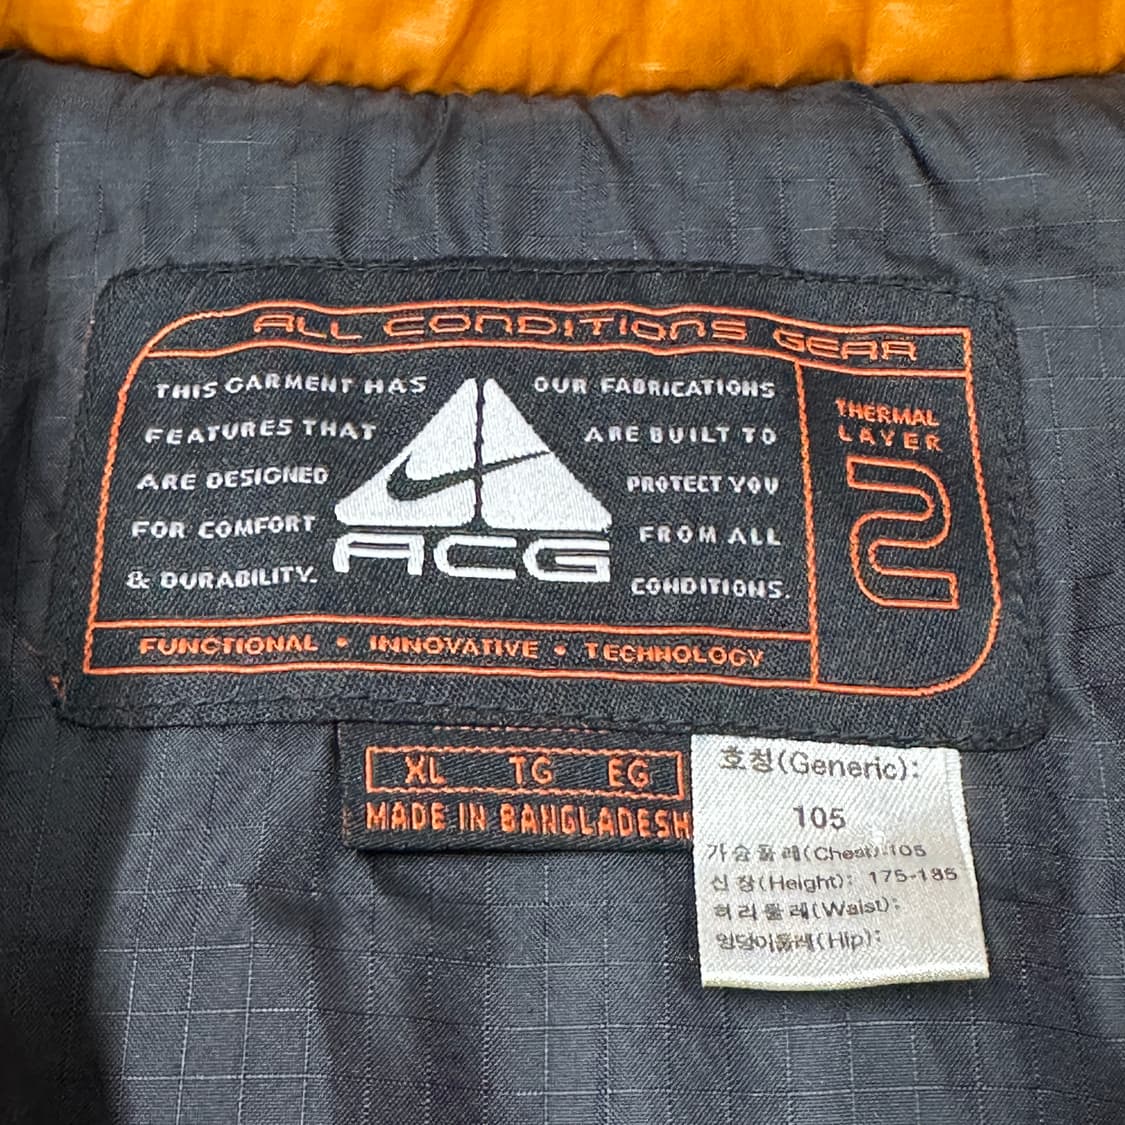 ALL CONDITIONS GEAR
THIS GARMENT HAS
FEATURES THAT
ARE DESIGNED
FOR COMFORT
& DURABILITY.
ACG
OUR FABRICATIONS
ARE BUILT TO
PROTECT YOU
FROM ALL
CONDITIONS.
THERMAL
LAYER
2
FUNCTIONAL • INNOVATIVE • TECHNOLOGY
XL TG EG
MADE IN BANGLADESH
호칭(Generic):
105
가슴둘레(Chest):105
신장(Height): 175-185
허리둘레(Waist):
엉덩이둘레(Hip):